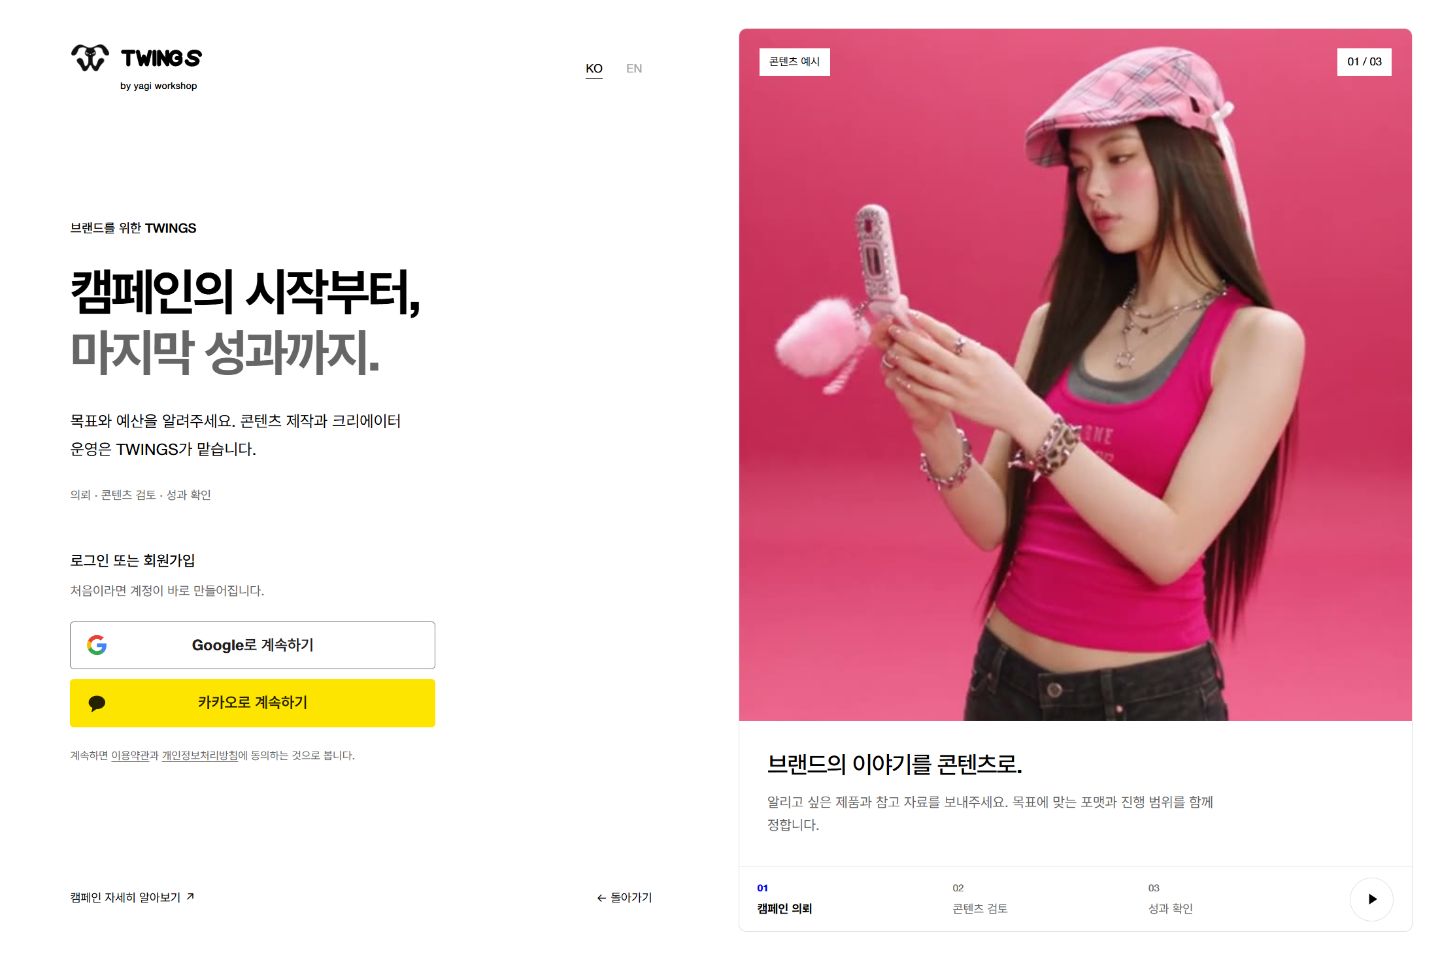 TWINGS
by yagi workshop
KO EN
브랜드를 위한 TWINGS
캠페인의 시작부터,
마지막 성과까지.
목표와 예산을 알려주세요. 콘텐츠 제작과 크리에이터
운영은 TWINGS가 맡습니다.
의뢰 · 콘텐츠 검토 · 성과 확인
로그인 또는 회원가입
처음이라면 계정이 바로 만들어집니다.
Google로 계속하기
카카오로 계속하기
계속하면 이용약관과 개인정보처리방침에 동의하는 것으로 봅니다.
캠페인 자세히 알아보기 ↗
← 돌아가기
콘텐츠 예시
01 / 03
브랜드의 이야기를 콘텐츠로.
알리고 싶은 제품과 참고 자료를 보내주세요. 목표에 맞는 포맷과 진행 범위를 함께
정합니다.
01
캠페인 의뢰
02
콘텐츠 검토
03
성과 확인